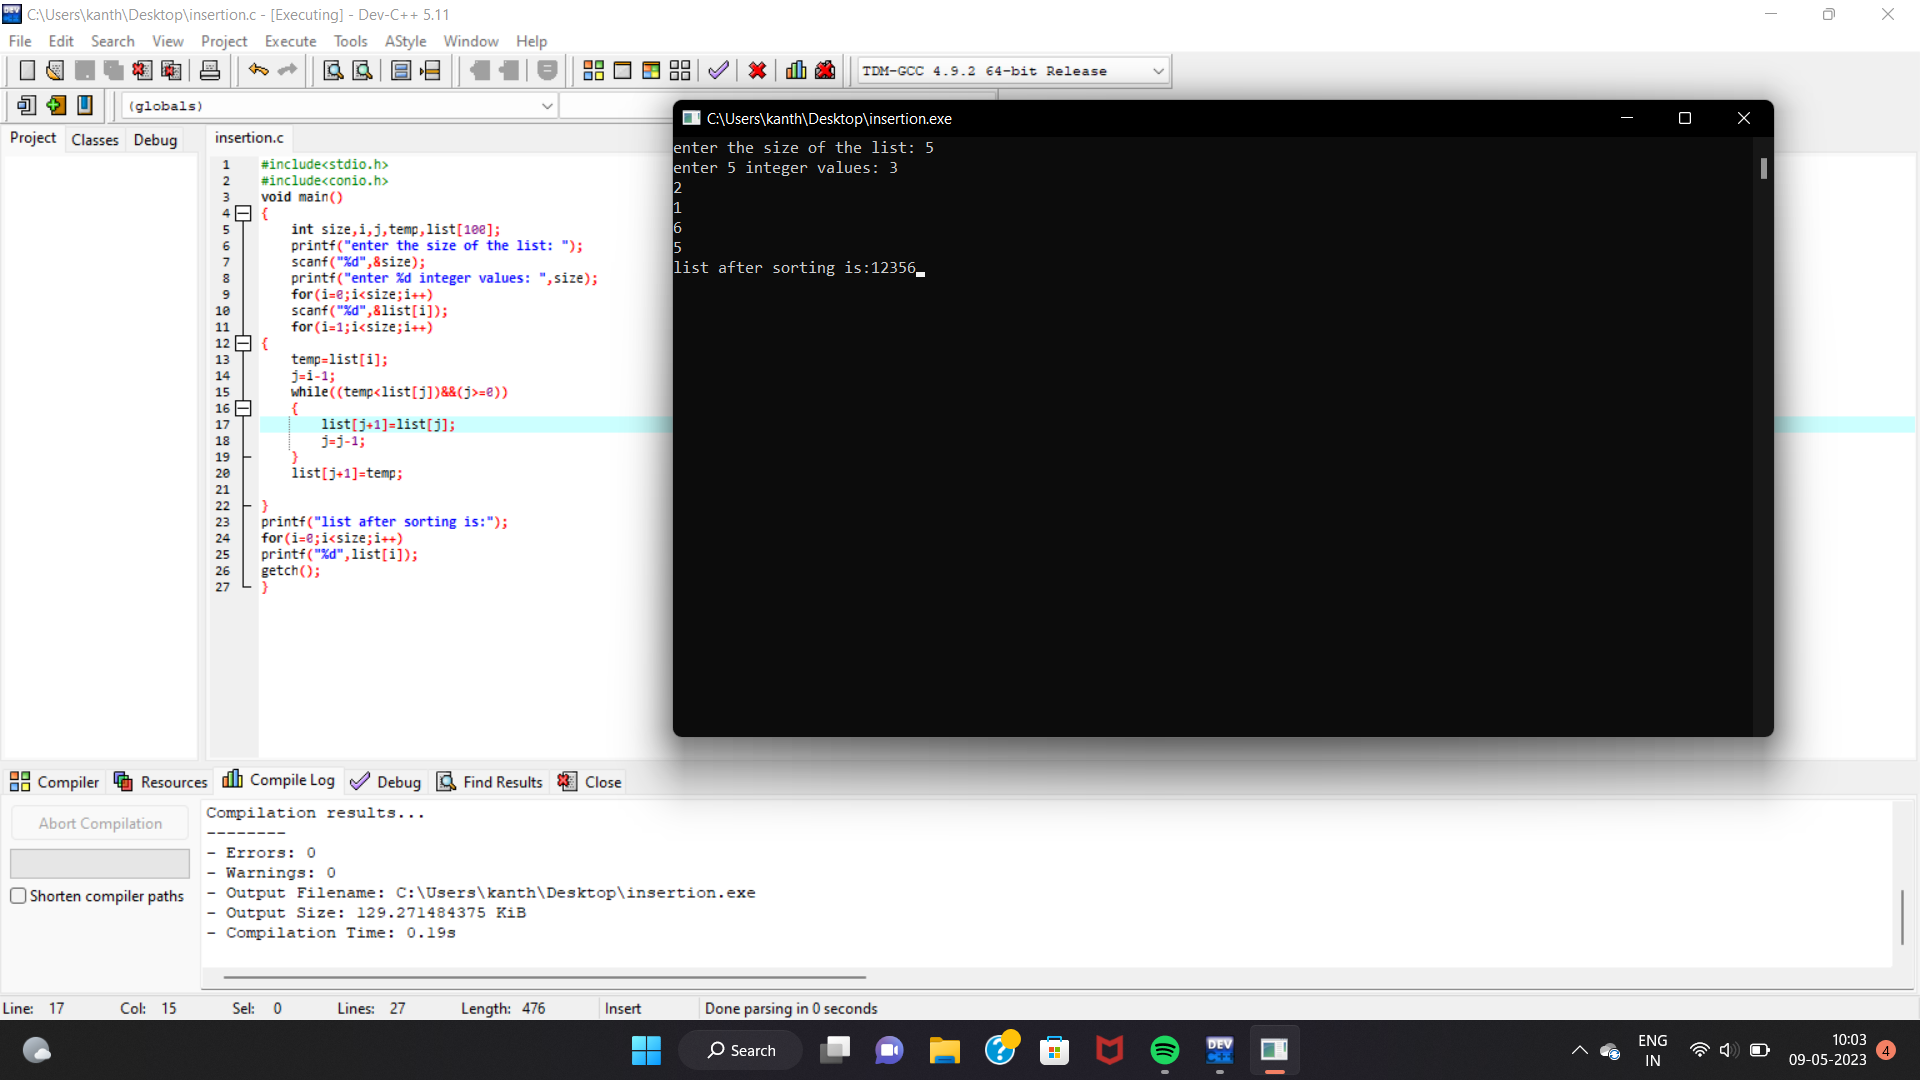 C:\Users\kanth\Desktop\insertion.c - [Executing] - Dev-C++ 5.11
File Edit Search View Project Execute Tools AStyle Window Help
TDM-GCC 4.9.2 64-bit Release
(globals)
Project Classes Debug
insertion.c
1 #include<stdio.h>
2 #include<conio.h>
3 void main()
4 {
5 int size,i,j,temp,list[100];
6 printf("enter the size of the list: ");
7 scanf("%d",&size);
8 printf("enter %d integer values: ",size);
9 for(i=0;i<size;i++)
10 scanf("%d",&list[i]);
11 for(i=1;i<size;i++)
12 {
13 temp=list[i];
14 j=i-1;
15 while((temp<list[j])&&(j>=0))
16 {
17 list[j+1]=list[j];
18 j=j-1;
19 }
20 list[j+1]=temp;
21
22 }
23 printf("list after sorting is:");
24 for(i=0;i<size;i++)
25 printf("%d",list[i]);
26 getch();
27 }
C:\Users\kanth\Desktop\insertion.exe
enter the size of the list: 5
enter 5 integer values: 3
2
1
6
5
list after sorting is:12356
Compiler Resources Compile Log Debug Find Results Close
Abort Compilation
Shorten compiler paths
Compilation results...
--------
- Errors: 0
- Warnings: 0
- Output Filename: C:\Users\kanth\Desktop\insertion.exe
- Output Size: 129.271484375 KiB
- Compilation Time: 0.19s
Line: 17 Col: 15 Sel: 0 Lines: 27 Length: 476 Insert Done parsing in 0 seconds
Search
DEV C++
ENG
IN
10:03
09-05-2023
4